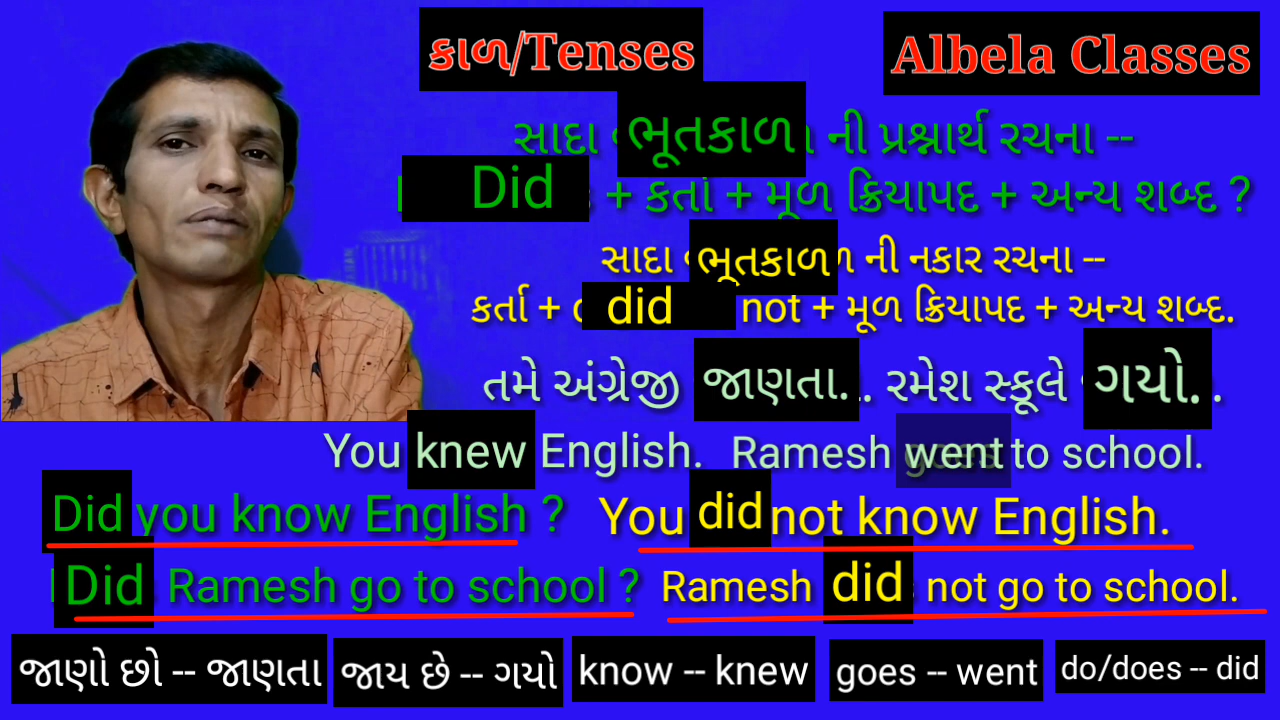 કાળ/Tenses
Albela Classes
સાદા ભૂતકાળ ની પ્રશ્નાર્થ રચના --
Did + કર્તા + મૂળ ક્રિયાપદ + અન્ય શબ્દ ?
સાદા ભૂતકાળ ની નકાર રચના --
કર્તા + did not + મૂળ ક્રિયાપદ + અન્ય શબ્દ.
તમે અંગ્રેજી જાણતા.. રમેશ સ્કૂલે ગયો. .
You knew English. Ramesh went to school.
Did you know English ? You did not know English.
Did Ramesh go to school ? Ramesh did not go to school.
જાણો છો -- જાણતા જાય છે -- ગયો know -- knew goes -- went do/does -- did